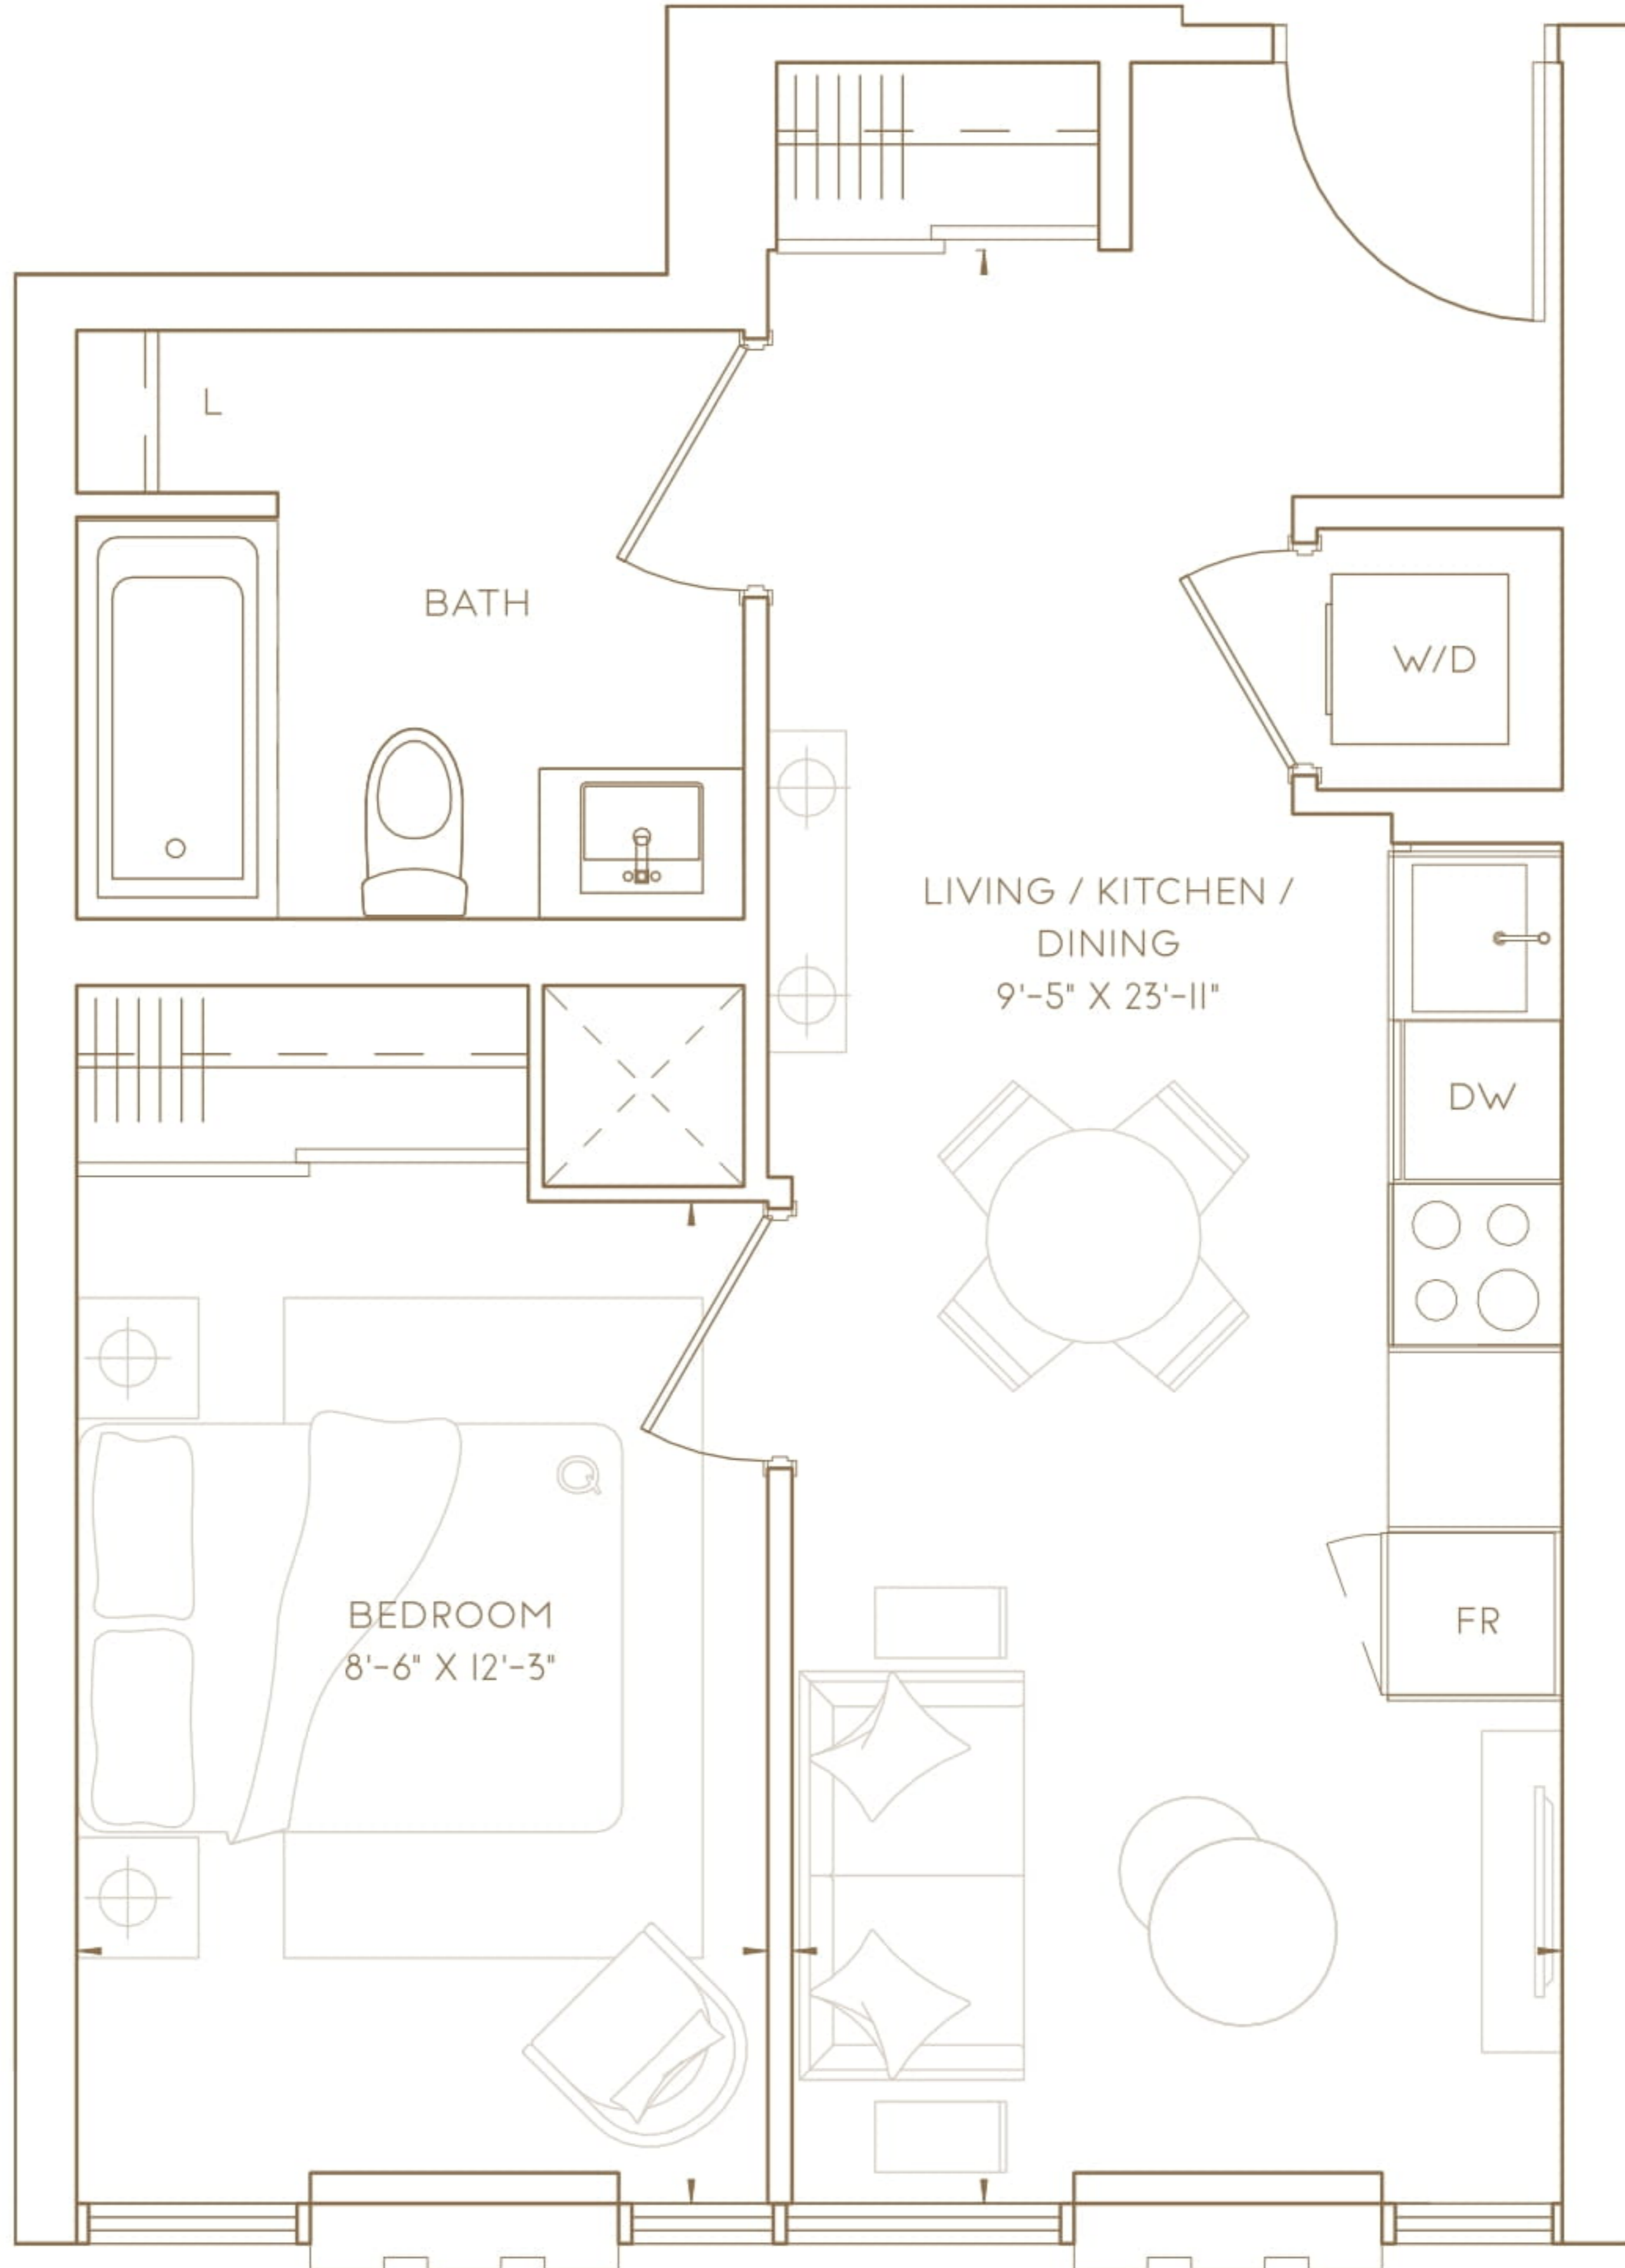 L
BATH
W/D
LIVING / KITCHEN /
DINING
9'-5" X 23'-11"
DW
Q
BEDROOM
8'-6" X 12'-3"
FR